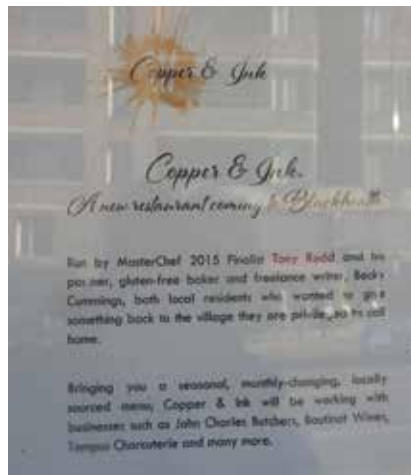 Copper & Ink
Copper & Ink.
A new restaurant coming to Blackheath
Run by MasterChef 2015 Finalist Tony Rodd and his
partner, gluten-free baker and freelance writer, Becky
Cummings, both local residents who wanted to give
something back to the village they are privileged to call
home.
Bringing you a seasonal, monthly-changing, locally
sourced menu, Copper & Ink will be working with
businesses such as John Charles Butchers, Boutinot Wines,
Tempus Charcuterie and many more.